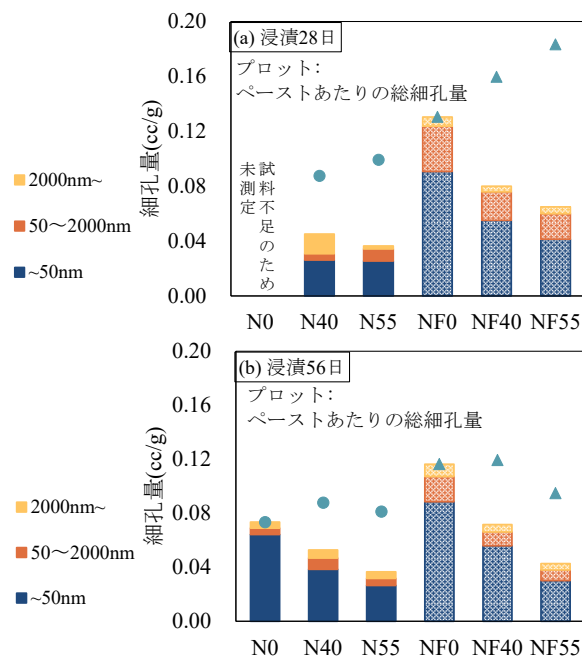 (a) 浸漬28日
プロット:
ペーストあたりの総細孔量
細孔量(cc/g)
0.20
0.16
0.12
0.08
0.04
0.00
2000nm~
50～2000nm
~50nm
試料不足のため
未測定
N0 N40 N55 NF0 NF40 NF55
(b) 浸漬56日
プロット:
ペーストあたりの総細孔量
細孔量(cc/g)
0.20
0.16
0.12
0.08
0.04
0.00
2000nm~
50～2000nm
~50nm
N0 N40 N55 NF0 NF40 NF55